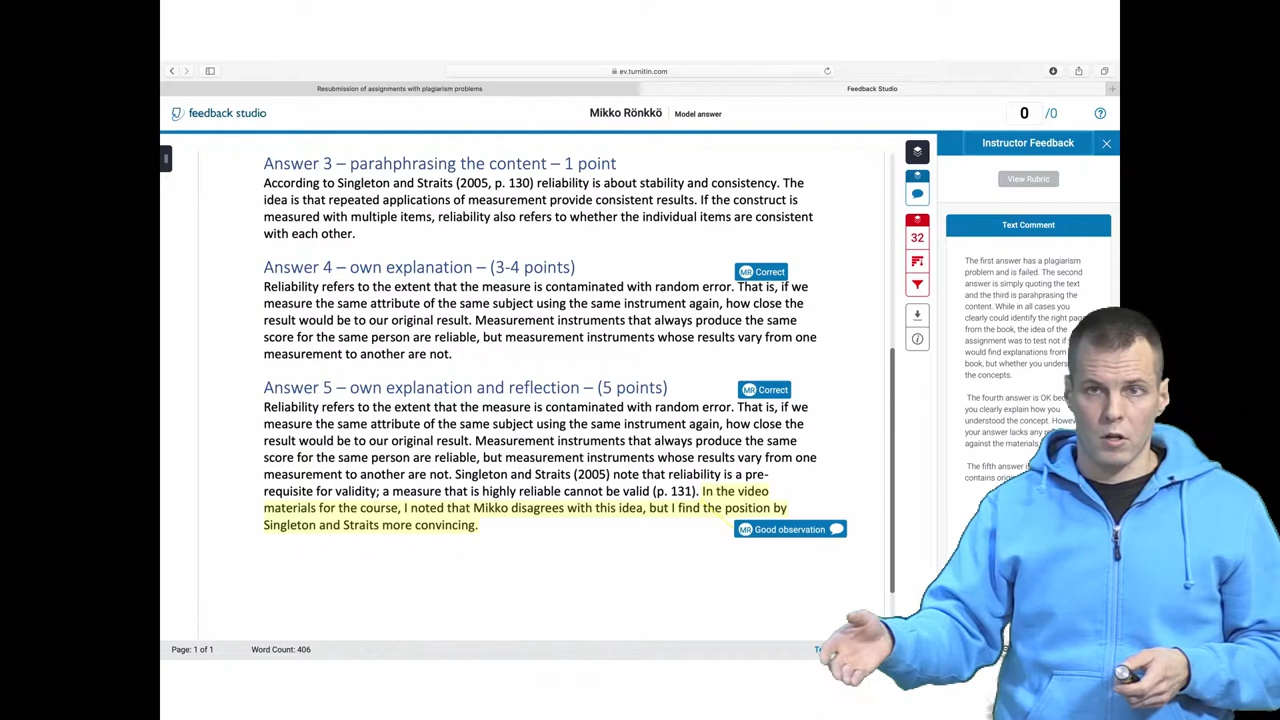 ev.turnitin.com
Resubmission of assignments with plagiarism problems
Feedback Studio
feedback studio
Mikko Rönkkö
Model answer
0 /0
Instructor Feedback
View Rubric
Text Comment
32
Answer 3 – parahphrasing the content – 1 point
According to Singleton and Straits (2005, p. 130) reliability is about stability and consistency. The
idea is that repeated applications of measurement provide consistent results. If the construct is
measured with multiple items, reliability also refers to whether the individual items are consistent
with each other.
Answer 4 – own explanation – (3-4 points)
MR Correct
Reliability refers to the extent that the measure is contaminated with random error. That is, if we
measure the same attribute of the same subject using the same instrument again, how close the
result would be to our original result. Measurement instruments that always produce the same
score for the same person are reliable, but measurement instruments whose results vary from one
measurement to another are not.
Answer 5 – own explanation and reflection – (5 points)
MR Correct
Reliability refers to the extent that the measure is contaminated with random error. That is, if we
measure the same attribute of the same subject using the same instrument again, how close the
result would be to our original result. Measurement instruments that always produce the same
score for the same person are reliable, but measurement instruments whose results vary from one
measurement to another are not. Singleton and Straits (2005) note that reliability is a pre-
requisite for validity; a measure that is highly reliable cannot be valid (p. 131). In the video
materials for the course, I noted that Mikko disagrees with this idea, but I find the position by
Singleton and Straits more convincing.
MR Good observation
The first answer has a plagiarism
problem and is failed. The second
answer is simply quoting the text
and the third is paraphrasing the
content. While in all cases you
clearly could identify the right
from the book, the idea of the
assignment was to test not if
would find explanations from
book, but whether you
the concepts.
The fourth answer is OK
you clearly explain how you
understood the concept.
your answer lacks any
against the materials
The fifth answer
contains
Page: 1 of 1
Word Count: 406